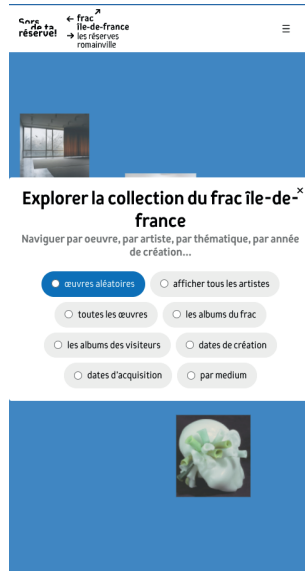 Sors
de ta
réserve!
← frac
île-de-france
→ les réserves
romainville
Explorer la collection du frac île-de-
france
Naviguer par oeuvre, par artiste, par thématique, par année
de création...
œuvres aléatoires
afficher tous les artistes
toutes les œuvres
les albums du frac
les albums des visiteurs
dates de création
dates d'acquisition
par medium